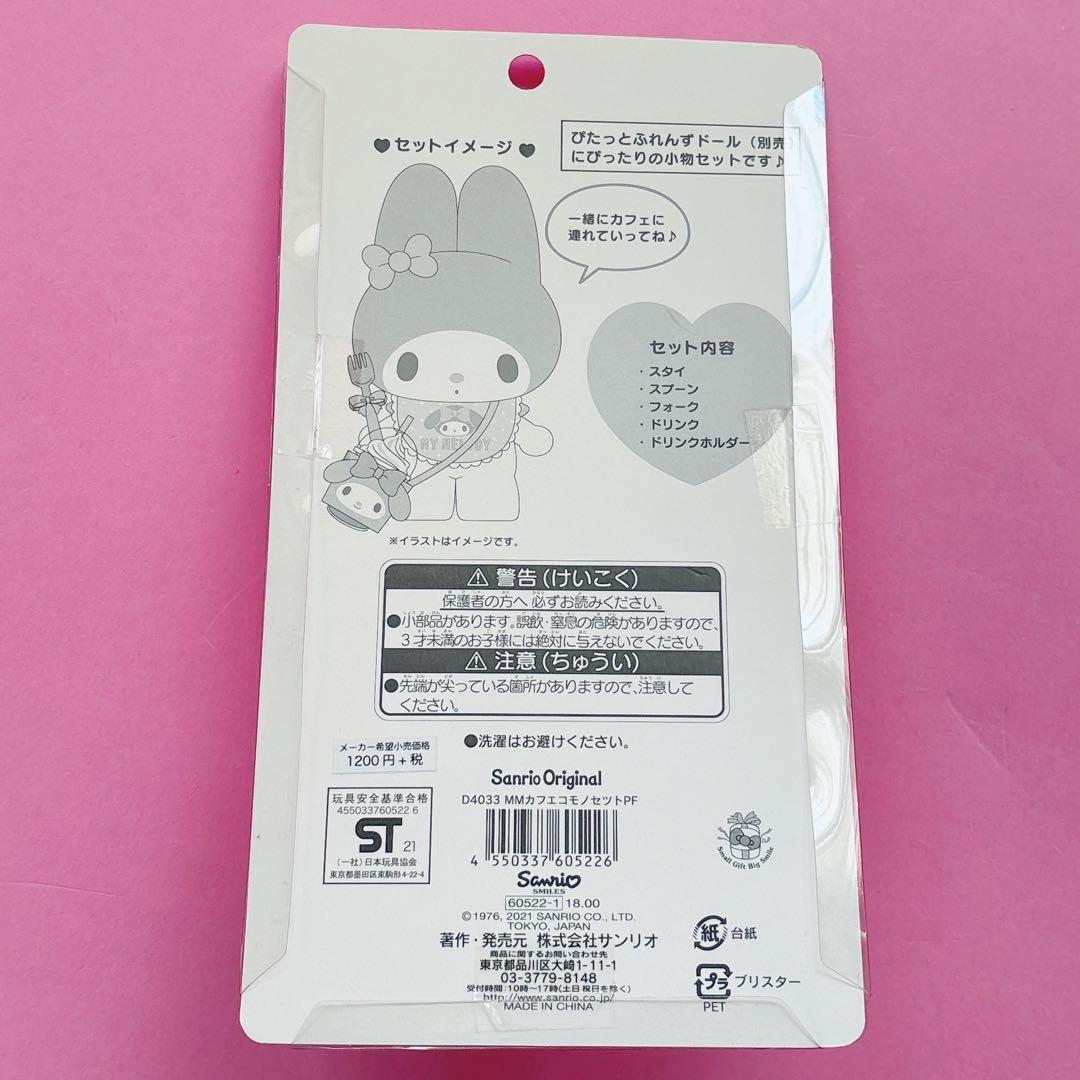 ♥セットイメージ♥
ぴたっとふれんずドール（別売）
にぴったりの小物セットです♪
一緒にカフェに
連れていってね♪
MY MELODY
セット内容
・スタイ
・スプーン
・フォーク
・ドリンク
・ドリンクホルダー
※イラストはイメージです。
⚠警告(けいこく)
保護者の方へ 必ずお読みください。
●小部品があります。誤飲・窒息の危険がありますので、
3才未満のお子様には絶対に与えないでください。
⚠注意(ちゅうい)
●先端が尖っている箇所がありますので、注意して
ください。
●洗濯はお避けください。
メーカー希望小売価格
1200円+税
玩具安全基準合格
455033760522 6
ST 21
(一社)日本玩具協会
東京都墨田区東駒形4-22-4
Sanrio Original
D4033 MMカフエコモノセツトPF
4 550337 605226
Sanrio
SMILES
60522-1 18.00
©1976, 2021 SANRIO CO., LTD.
TOKYO, JAPAN
著作・発売元 株式会社サンリオ
商品に関するお問い合わせ先
東京都品川区大崎1-11-1
03-3779-8148
受付時間:10時～17時(土日祝日を除く)
http://www.sanrio.co.jp/
MADE IN CHINA
Small Gift Big Smile
紙 台紙
プラ ブリスター
PET